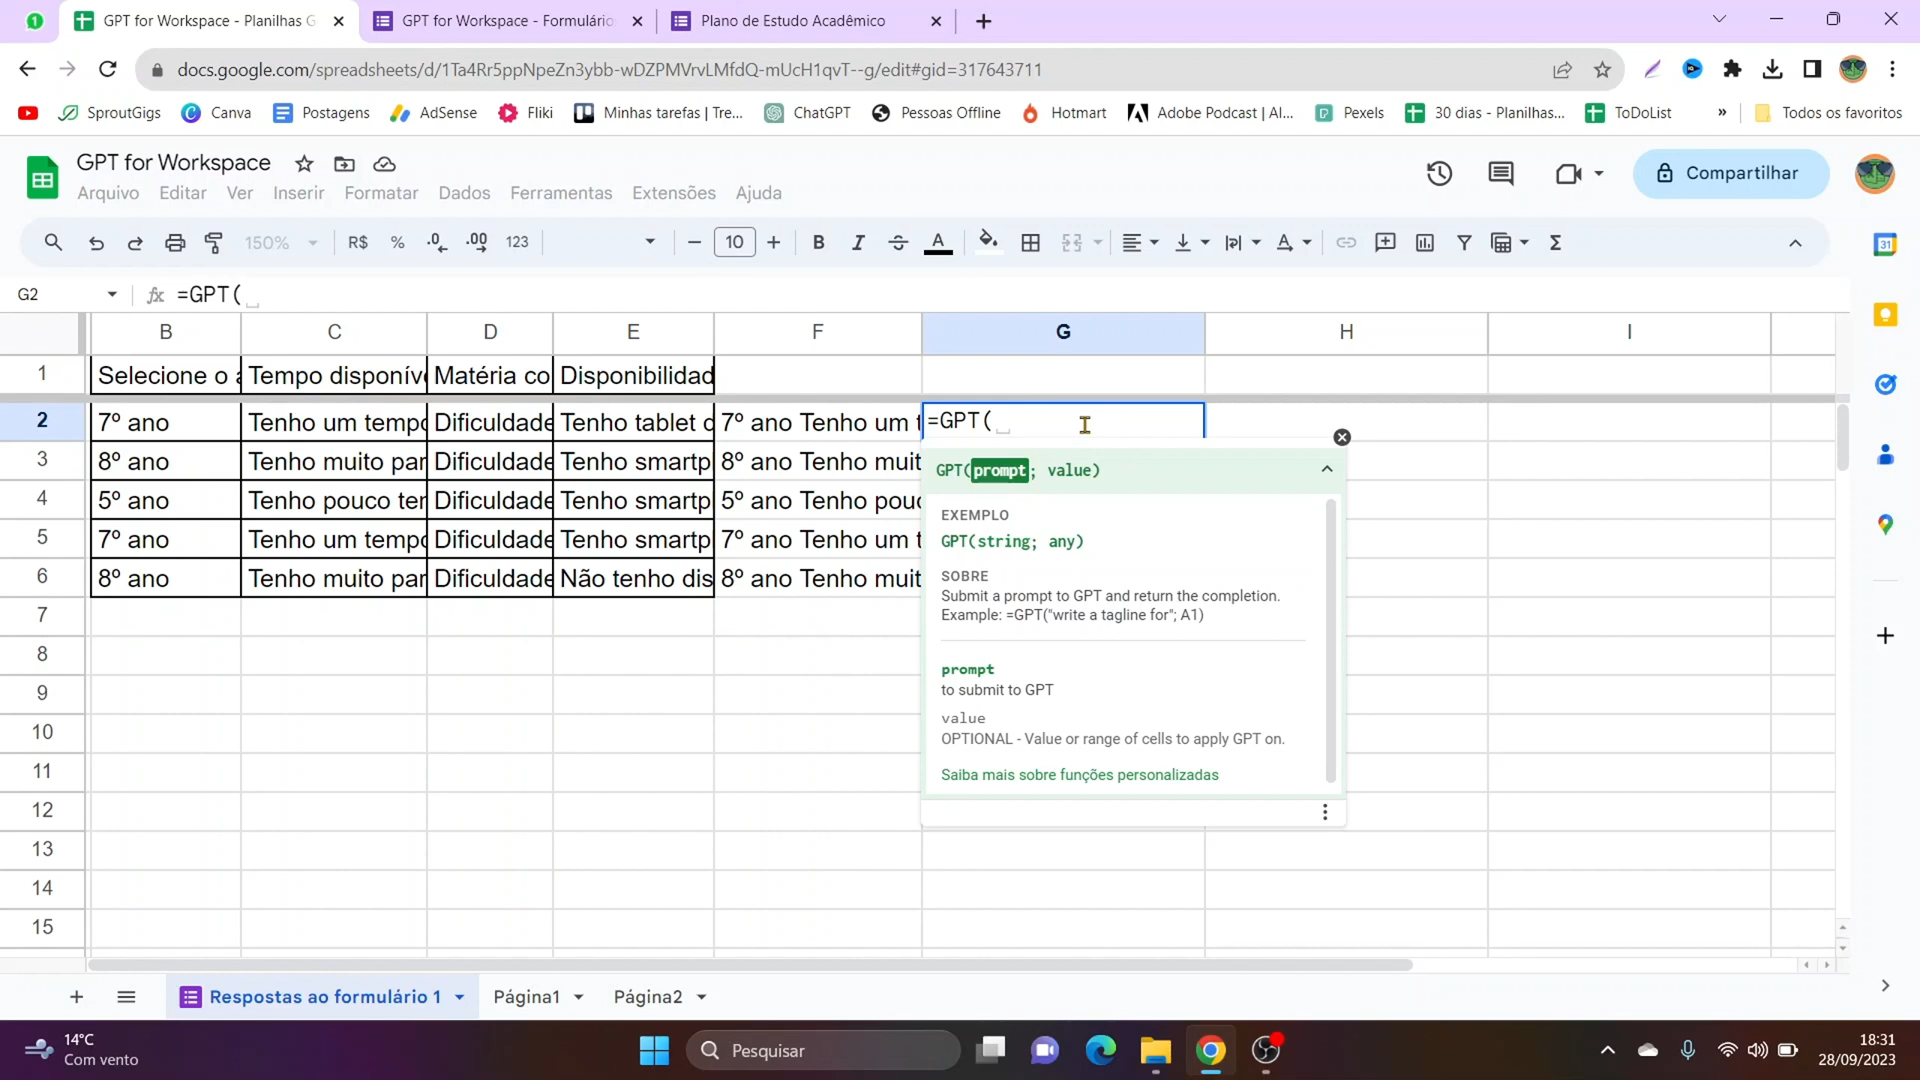 1
GPT for Workspace - Planilhas G
GPT for Workspace - Formulário
Plano de Estudo Acadêmico
docs.google.com/spreadsheets/d/1Ta4Rr5ppNpeZn3ybb-wDZPMVrvLMfdQ-mUcH1qvT--g/edit#gid=317643711
SproutGigs
Canva
Postagens
AdSense
Fliki
Minhas tarefas | Tre...
ChatGPT
Pessoas Offline
Hotmart
Adobe Podcast | AI...
Pexels
30 dias - Planilhas...
ToDoList
»
Todos os favoritos
GPT for Workspace
Arquivo Editar Ver Inserir Formatar Dados Ferramentas Extensões Ajuda
Compartilhar
150% R$ % .0 .00 123 10 B I A Σ
31
G2 fx =GPT(
B C D E F G H I
1 Selecione o a Tempo disponív Matéria co Disponibilidad
2 7º ano Tenho um tempo Dificuldade Tenho tablet o 7º ano Tenho um t =GPT(
3 8º ano Tenho muito par Dificuldade Tenho smartp 8º ano Tenho muit
4 5º ano Tenho pouco ten Dificuldade Tenho smartp 5º ano Tenho pouc
5 7º ano Tenho um tempo Dificuldade Tenho smartp 7º ano Tenho um t
6 8º ano Tenho muito par Dificuldade Não tenho dis 8º ano Tenho muit
7
8
9
10
11
12
13
14
15
GPT(prompt; value)
EXEMPLO
GPT(string; any)
SOBRE
Submit a prompt to GPT and return the completion.
Example: =GPT("write a tagline for"; A1)
prompt
to submit to GPT
value
OPTIONAL - Value or range of cells to apply GPT on.
Saiba mais sobre funções personalizadas
Respostas ao formulário 1 Página1 Página2
14°C
Com vento
Pesquisar
18:31
28/09/2023